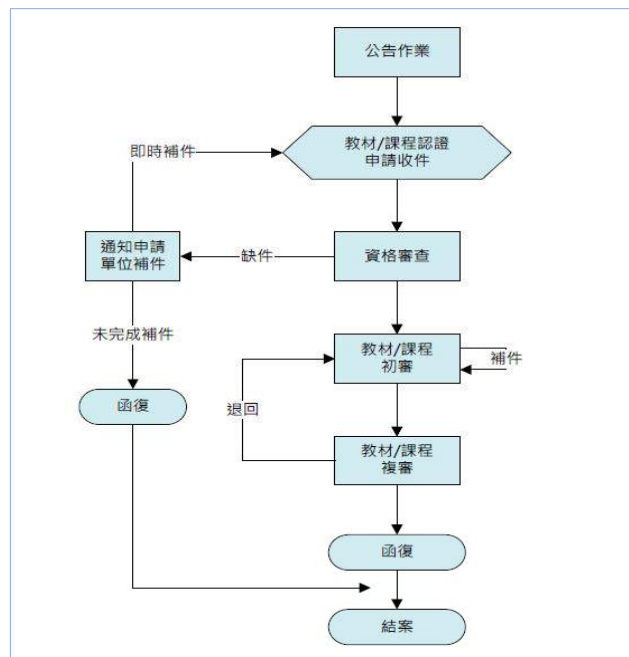 公告作業
即時補件
教材/課程認證
申請收件
通知申請
單位補件
缺件
資格審查
未完成補件
教材/課程
初審
補件
函復
退回
教材/課程
複審
函復
結案